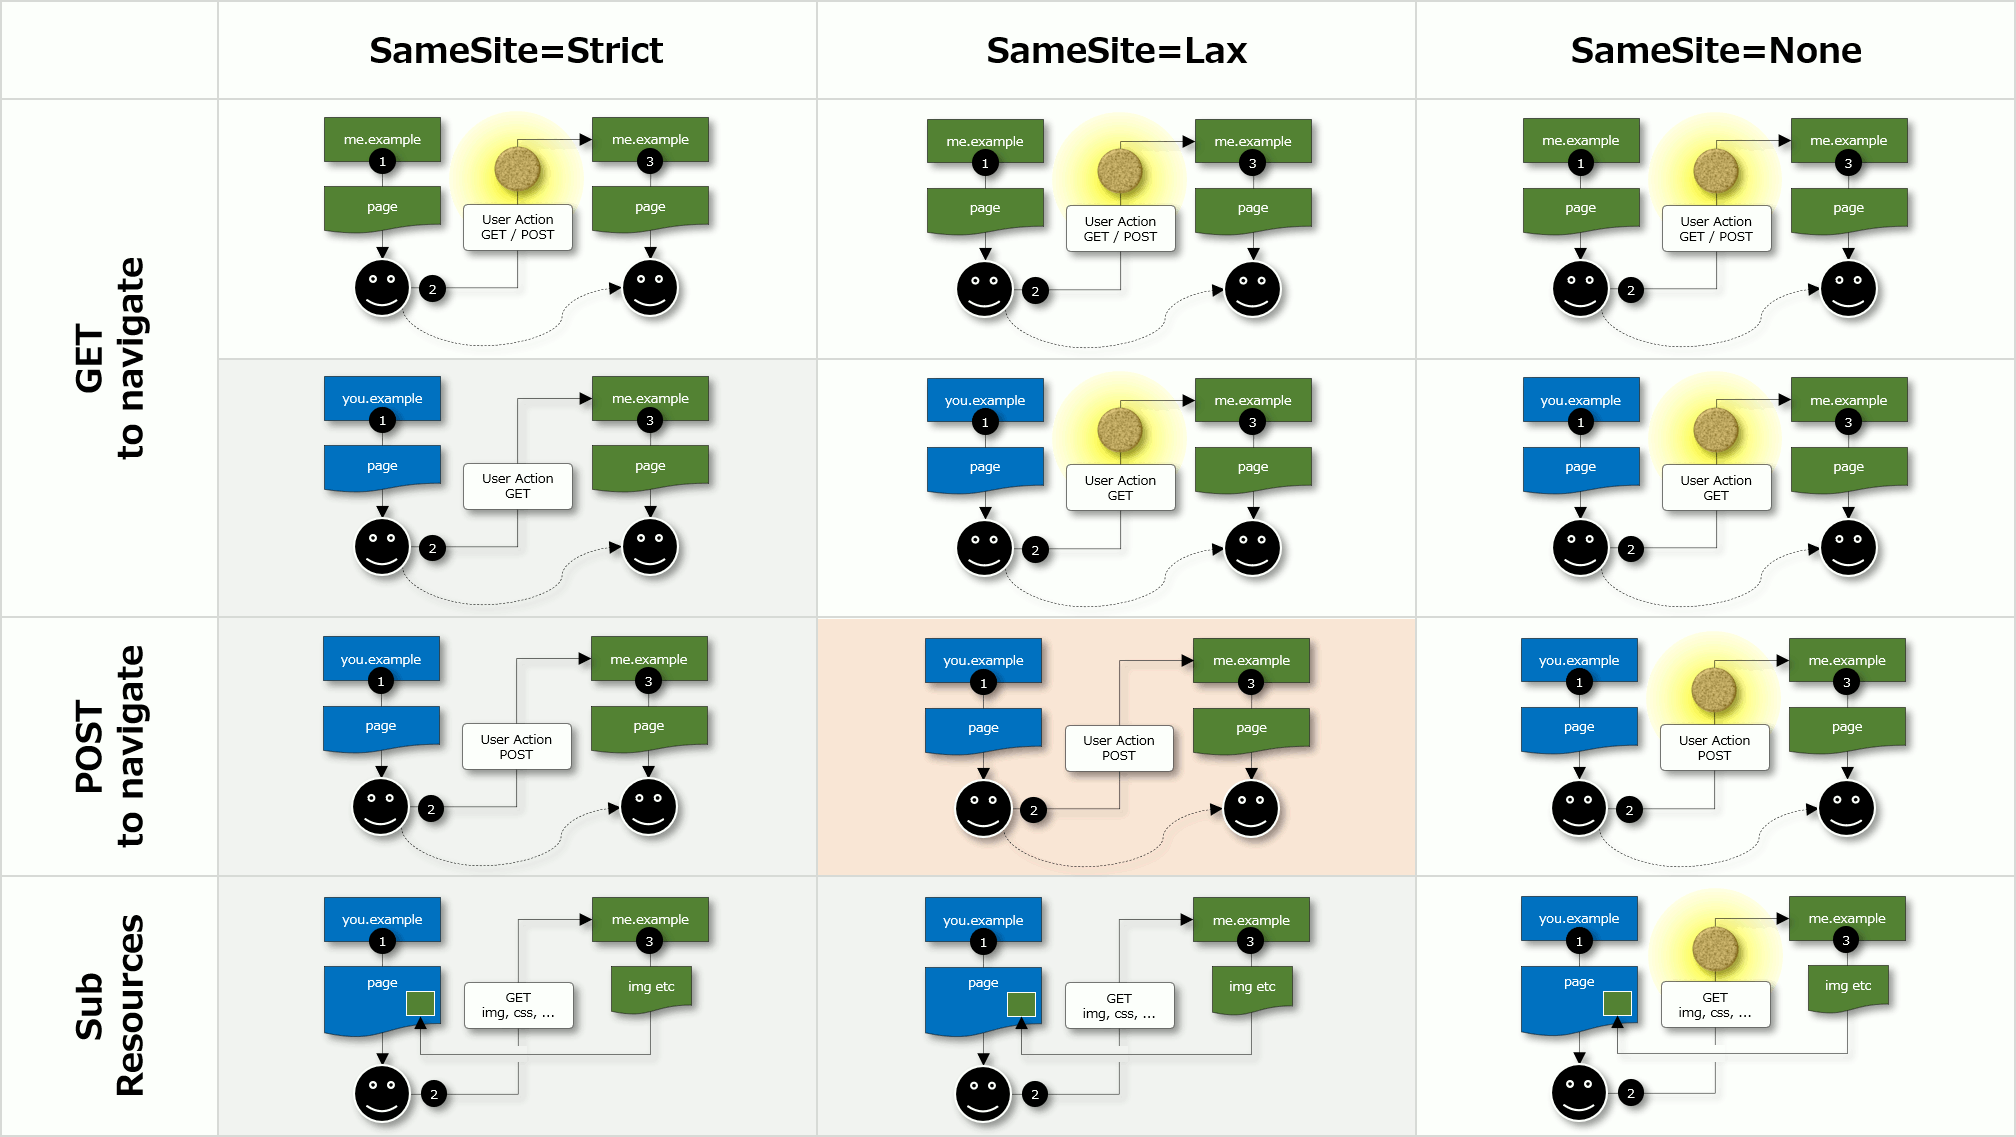 SameSite=Strict
SameSite=Lax
SameSite=None
GET
to navigate
me.example
1
page
2
User Action
GET / POST
me.example
3
page
me.example
1
page
2
User Action
GET / POST
me.example
3
page
me.example
1
page
2
User Action
GET / POST
me.example
3
page
you.example
1
page
2
User Action
GET
me.example
3
page
you.example
1
page
2
User Action
GET
me.example
3
page
you.example
1
page
2
User Action
GET
me.example
3
page
POST
to navigate
you.example
1
page
2
User Action
POST
me.example
3
page
you.example
1
page
2
User Action
POST
me.example
3
page
you.example
1
page
2
User Action
POST
me.example
3
page
Sub
Resources
you.example
1
page
2
GET
img, css, ...
me.example
3
img etc
you.example
1
page
2
GET
img, css, ...
me.example
3
img etc
you.example
1
page
2
GET
img, css, ...
me.example
3
img etc